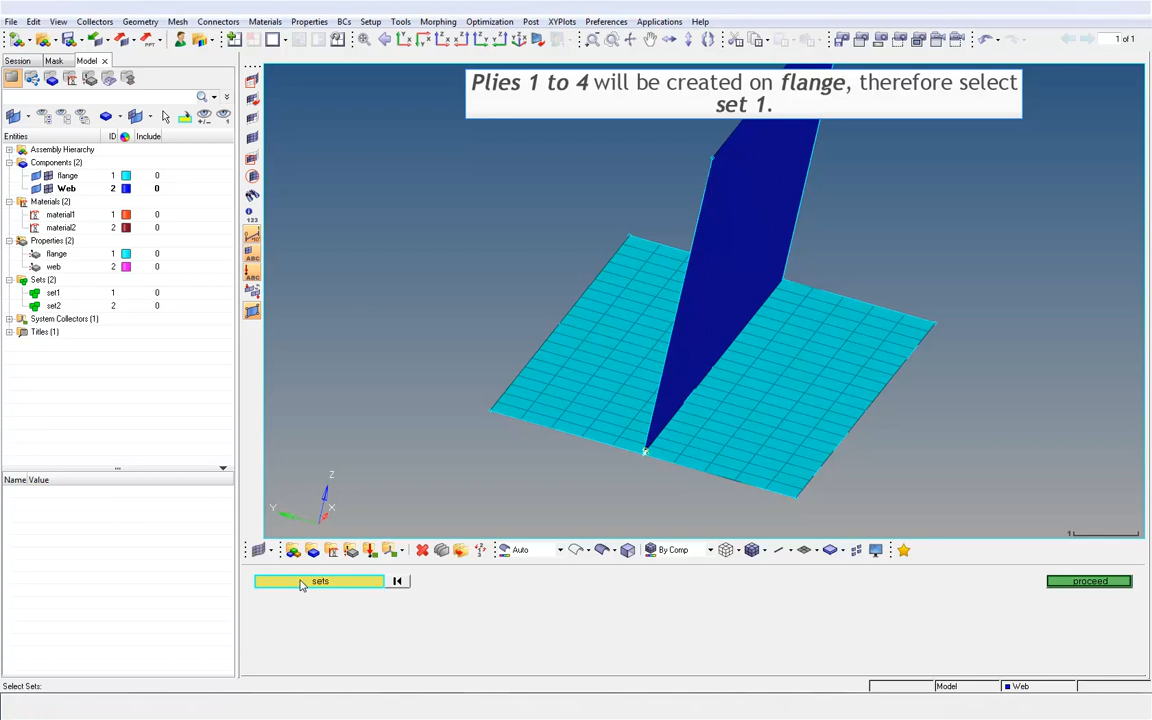 File Edit View Collectors Geometry Mesh Connectors Materials Properties BCs Setup Tools Morphing Optimization Post XYPlots Preferences Applications Help
1 of 1
Session Mask Model
Plies 1 to 4 will be created on flange, therefore select
set 1.
Entities ID Include
Assembly Hierarchy
Components (2)
flange 1 0
Web 2 0
Materials (2)
material1 1 0
material2 2 0
Properties (2)
flange 1 0
web 2 0
Sets (2)
set1 1 0
set2 2 0
System Collectors (1)
Titles (1)
123
ABC
ABC
Name Value
Z
Y
X
1
Auto By Comp
sets proceed
Select Sets: Model Web